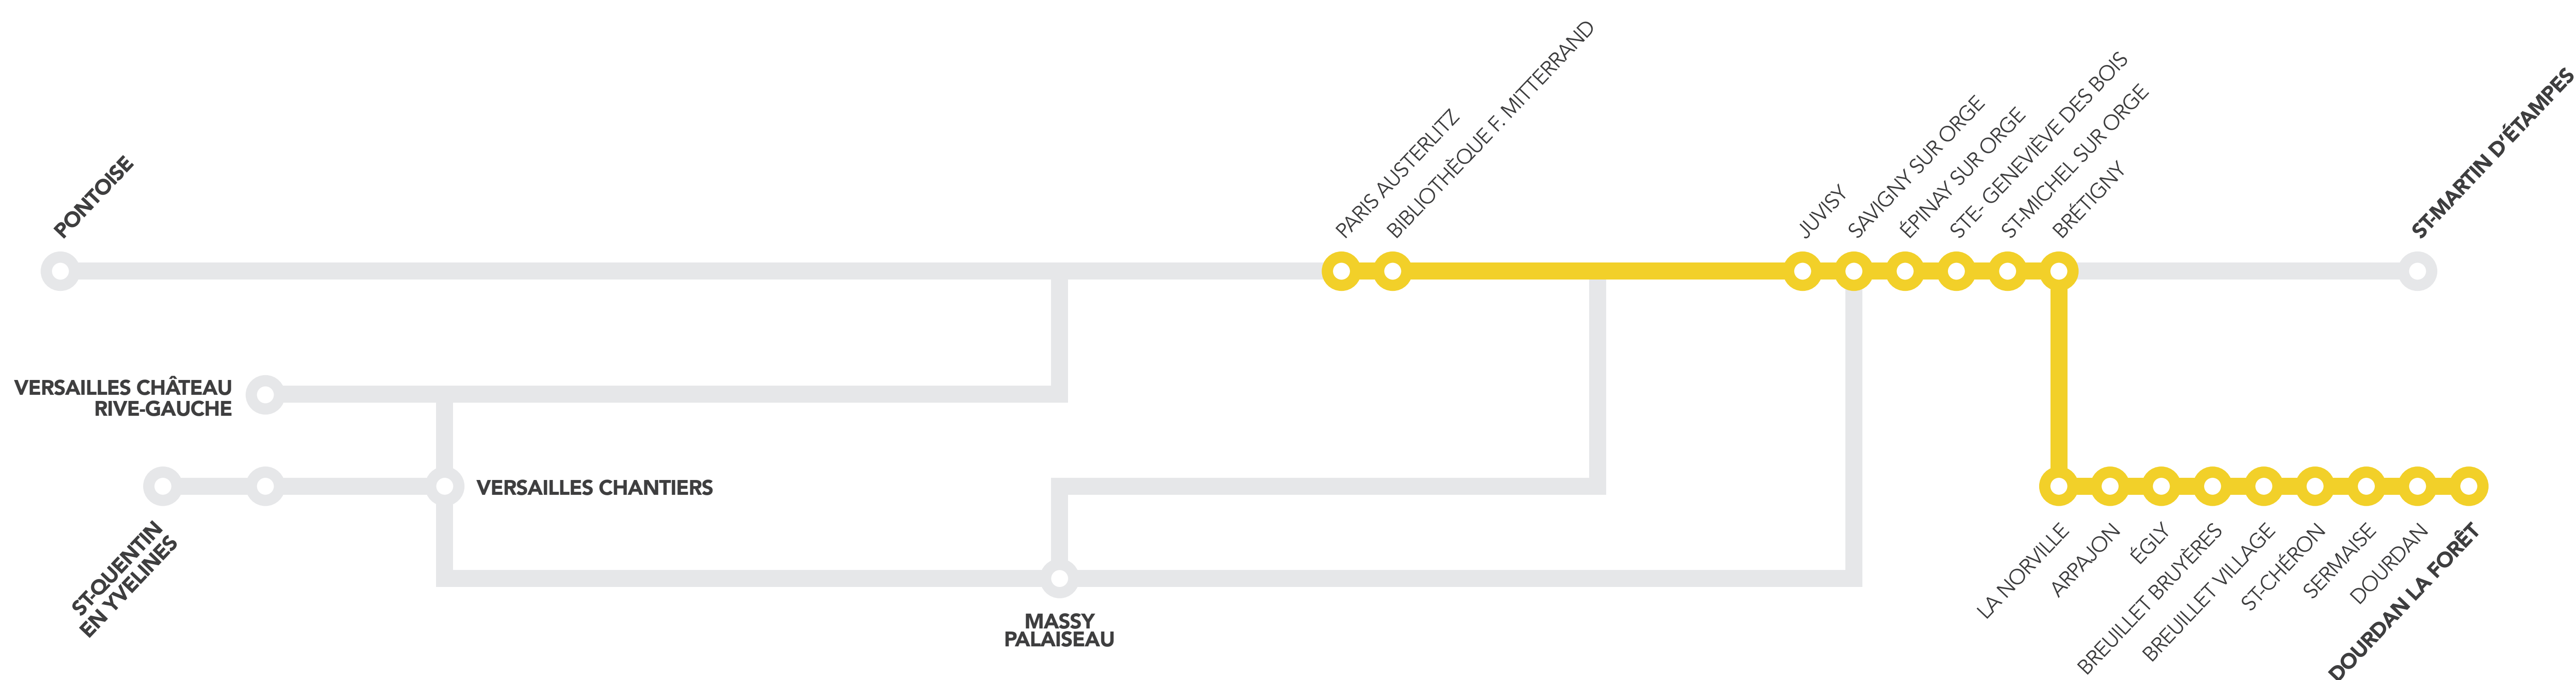 PONTOISE
PARIS AUSTERLITZ
BIBLIOTHÈQUE F. MITTERRAND
JUVISY
SAVIGNY SUR ORGE
ÉPINAY SUR ORGE
STE- GENEVIÈVE DES BOIS
ST-MICHEL SUR ORGE
BRÉTIGNY
ST-MARTIN D'ÉTAMPES
VERSAILLES CHÂTEAU
RIVE-GAUCHE
VERSAILLES CHANTIERS
ST-QUENTIN
EN YVELINES
MASSY
PALAISEAU
LA NORVILLE
ARPAJON
ÉGLY
BREUILLET BRUYÈRES
BREUILLET VILLAGE
ST-CHÉRON
SERMAISE
DOURDAN
DOURDAN LA FORÊT